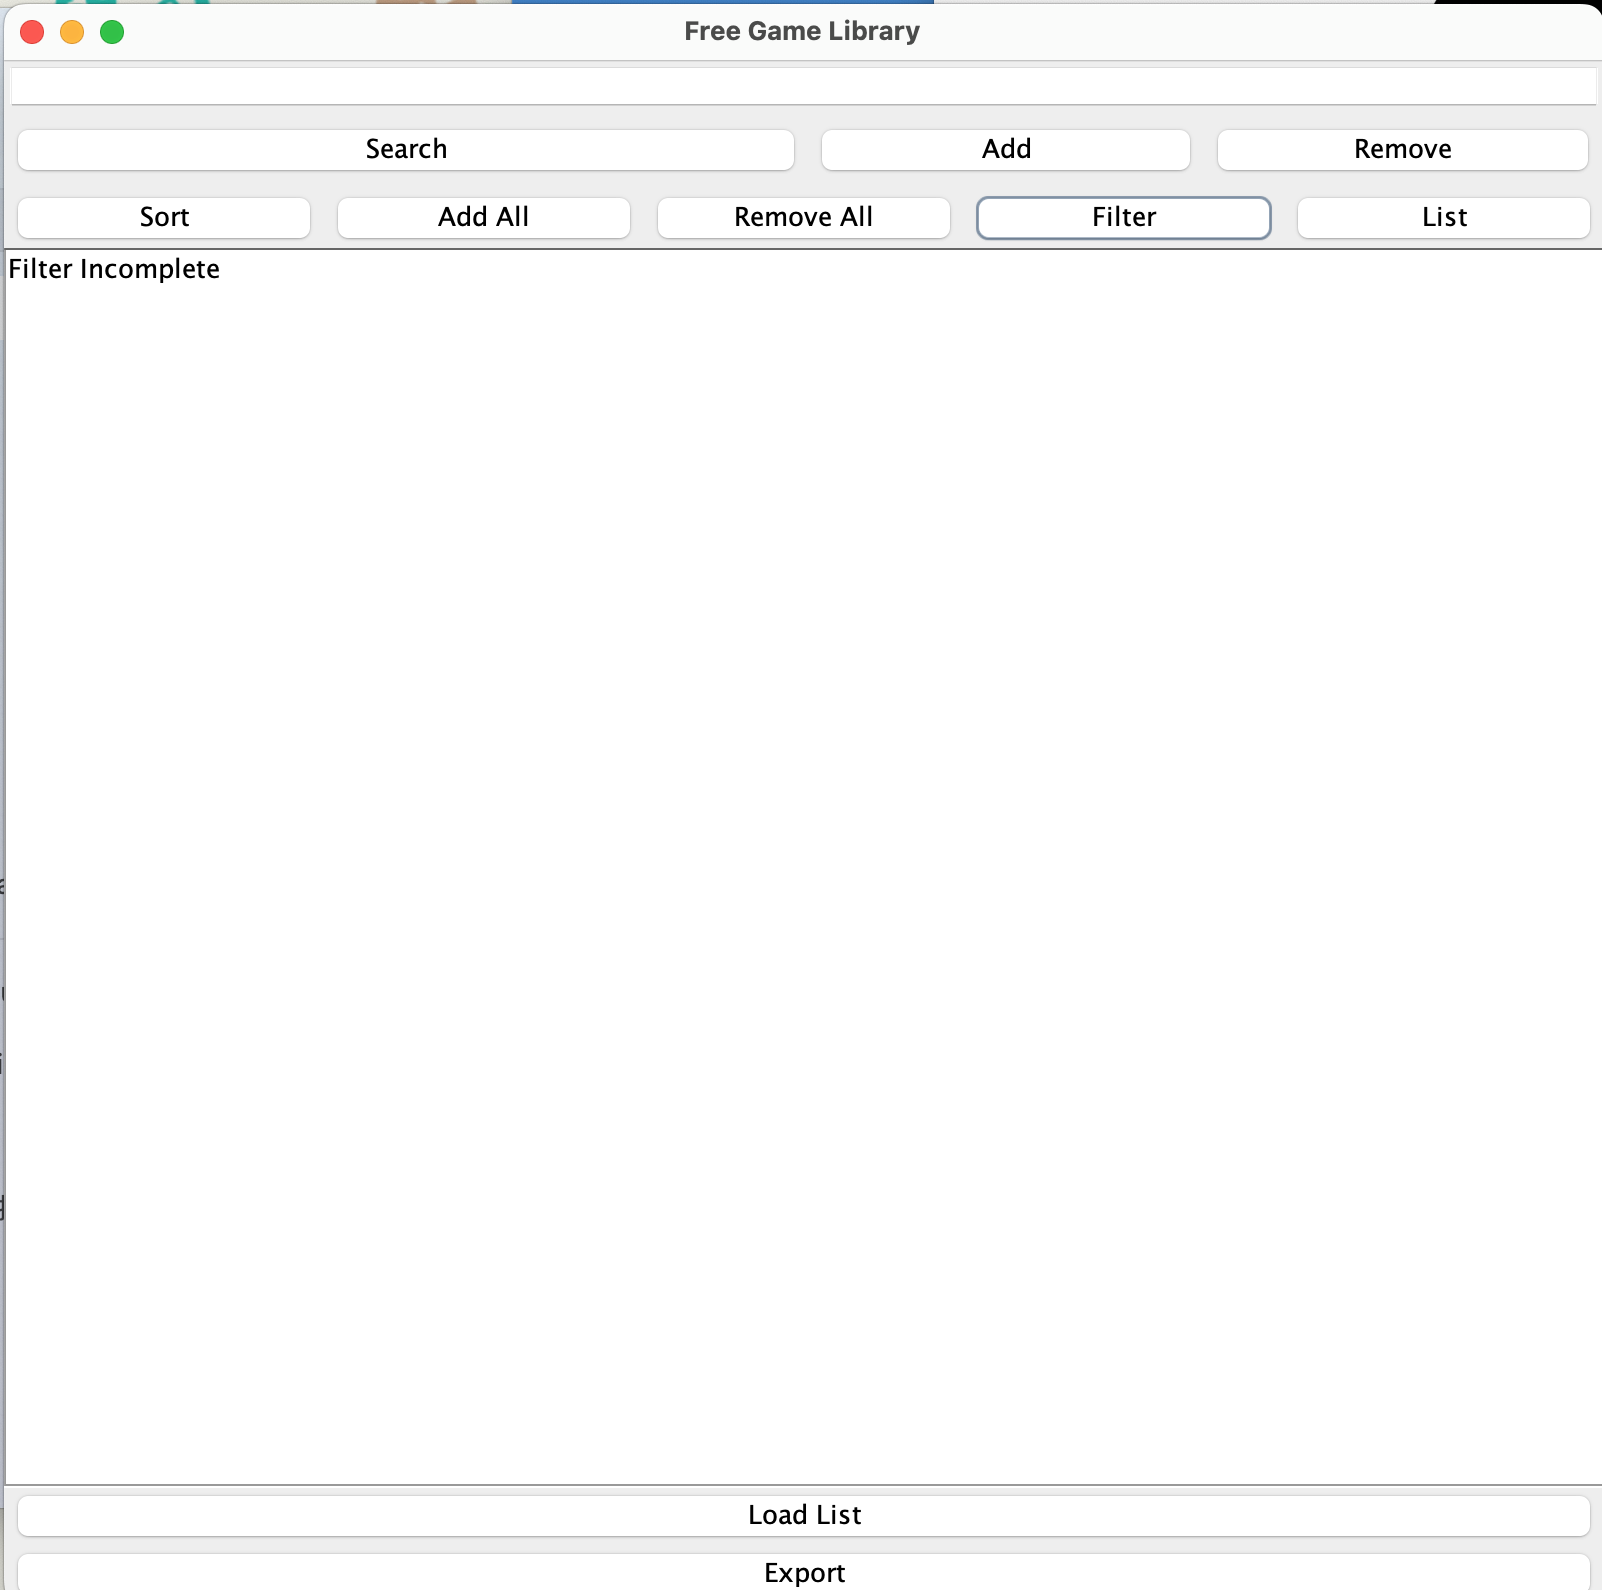 Free Game Library
Search Add Remove
Sort Add All Remove All Filter List
Filter Incomplete
Load List
Export